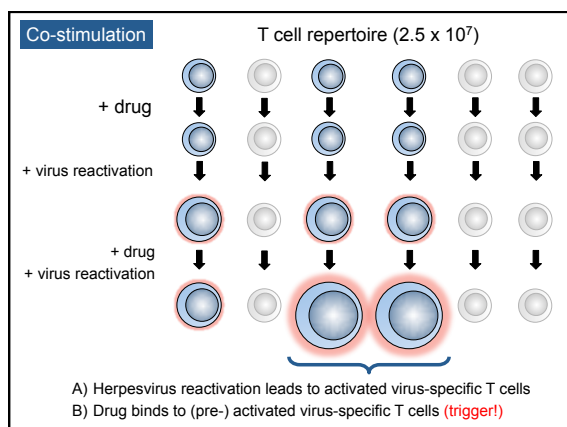 Co-stimulation
T cell repertoire (2.5 x 10⁷)
+ drug
+ virus reactivation
+ drug
+ virus reactivation
A) Herpesvirus reactivation leads to activated virus-specific T cells
B) Drug binds to (pre-) activated virus-specific T cells (trigger!)